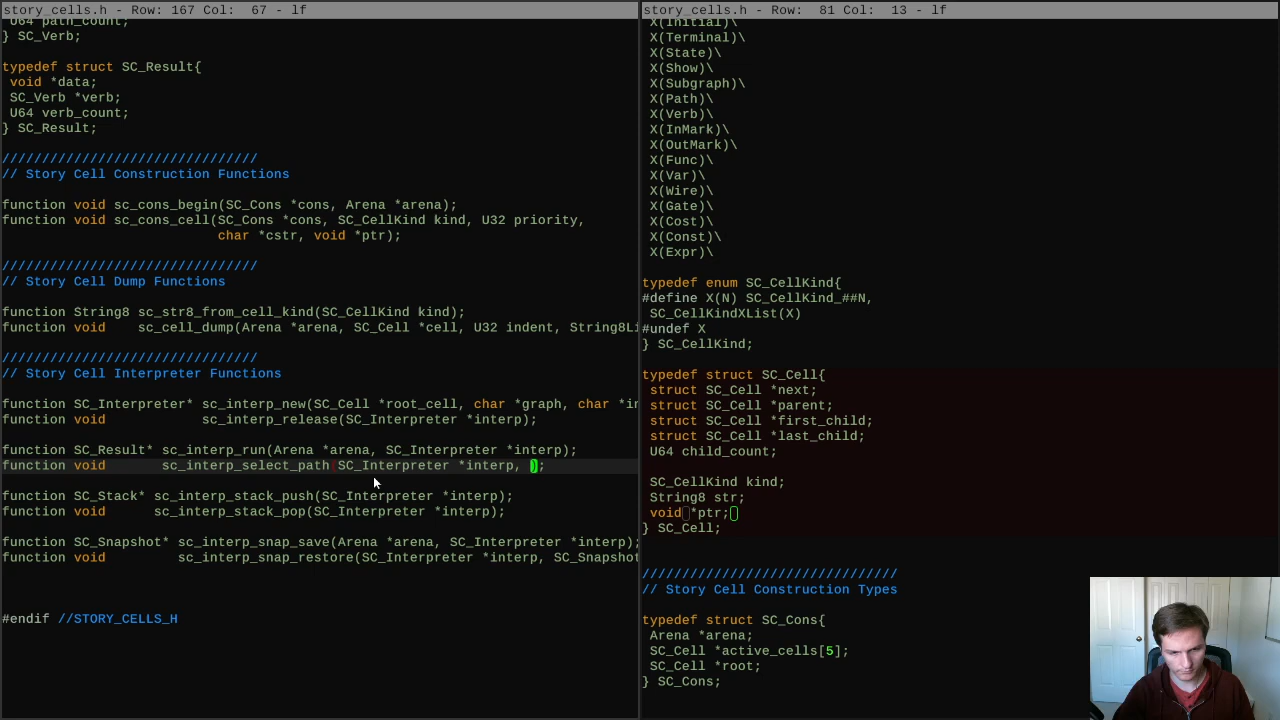 story_cells.h - Row: 167 Col:  67 - lf
 U64 path_count;
} SC_Verb;
typedef struct SC_Result{
 void *data;
 SC_Verb *verb;
 U64 verb_count;
} SC_Result;
////////////////////////////////
// Story Cell Construction Functions
function void sc_cons_begin(SC_Cons *cons, Arena *arena);
function void sc_cons_cell(SC_Cons *cons, SC_CellKind kind, U32 priority,
                           char *cstr, void *ptr);
////////////////////////////////
// Story Cell Dump Functions
function String8 sc_str8_from_cell_kind(SC_CellKind kind);
function void    sc_cell_dump(Arena *arena, SC_Cell *cell, U32 indent, String8Li
////////////////////////////////
// Story Cell Interpreter Functions
function SC_Interpreter* sc_interp_new(SC_Cell *root_cell, char *graph, char *in
function void            sc_interp_release(SC_Interpreter *interp);
function SC_Result* sc_interp_run(Arena *arena, SC_Interpreter *interp);
function void       sc_interp_select_path(SC_Interpreter *interp, );
function SC_Stack* sc_interp_stack_push(SC_Interpreter *interp);
function void      sc_interp_stack_pop(SC_Interpreter *interp);
function SC_Snapshot* sc_interp_snap_save(Arena *arena, SC_Interpreter *interp);
function void         sc_interp_snap_restore(SC_Interpreter *interp, SC_Snapshot
#endif //STORY_CELLS_H
story_cells.h - Row:  81 Col:  13 - lf
 X(Initial)\
 X(Terminal)\
 X(State)\
 X(Show)\
 X(Subgraph)\
 X(Path)\
 X(Verb)\
 X(InMark)\
 X(OutMark)\
 X(Func)\
 X(Var)\
 X(Wire)\
 X(Gate)\
 X(Cost)\
 X(Const)\
 X(Expr)\
typedef enum SC_CellKind{
#define X(N) SC_CellKind_##N,
 SC_CellKindXList(X)
#undef X
} SC_CellKind;
typedef struct SC_Cell{
 struct SC_Cell *next;
 struct SC_Cell *parent;
 struct SC_Cell *first_child;
 struct SC_Cell *last_child;
 U64 child_count;
 SC_CellKind kind;
 String8 str;
 void *ptr;
} SC_Cell;
////////////////////////////////
// Story Cell Construction Types
typedef struct SC_Cons{
 Arena *arena;
 SC_Cell *active_cells[5];
 SC_Cell *root;
} SC_Cons;